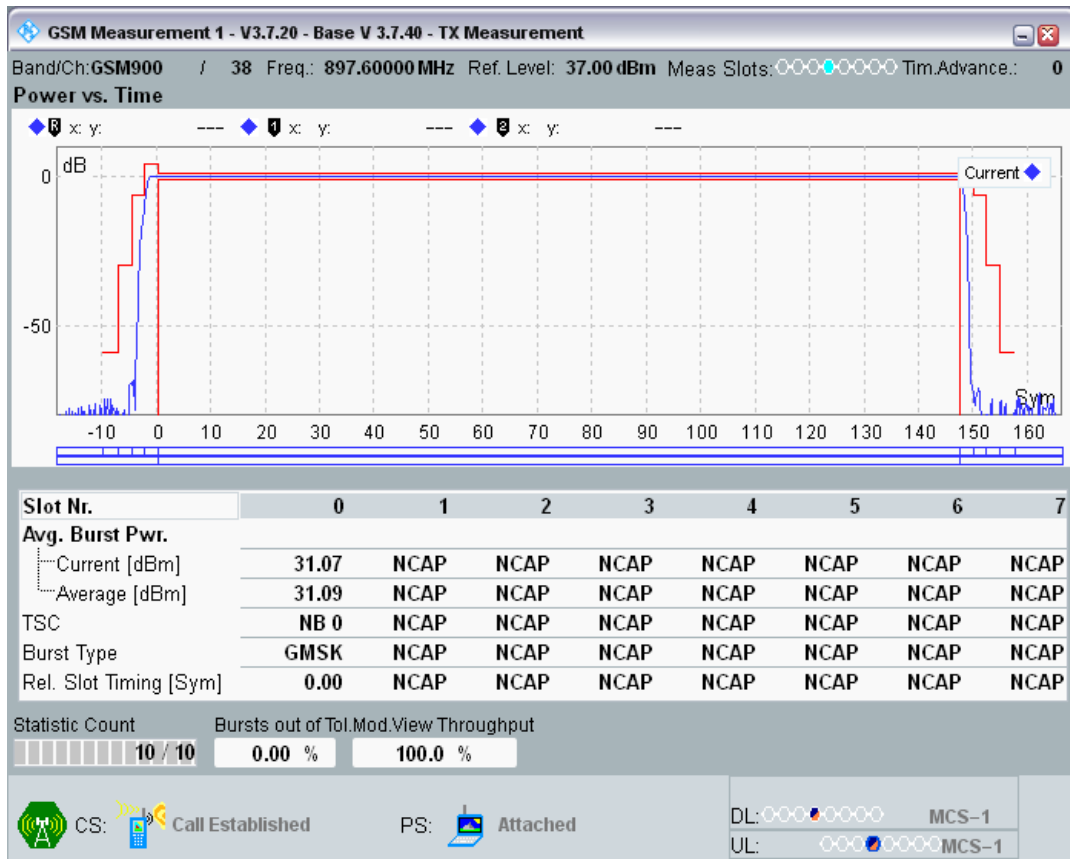 GSM Measurement 1 - V3.7.20 - Base V 3.7.40 - TX Measurement
Band/Ch:GSM900 / 38 Freq.: 897.60000 MHz Ref. Level: 37.00 dBm Meas Slots: Tim.Advance.: 0
Power vs. Time
R x: y: --- 1 x: y: --- 2 x: y: ---
dB
0
Current
-50
Sym
-10 0 10 20 30 40 50 60 70 80 90 100 110 120 130 140 150 160
Slot Nr. 0 1 2 3 4 5 6 7
Avg. Burst Pwr.
Current [dBm] 31.07 NCAP NCAP NCAP NCAP NCAP NCAP NCAP
Average [dBm] 31.09 NCAP NCAP NCAP NCAP NCAP NCAP NCAP
TSC NB 0 NCAP NCAP NCAP NCAP NCAP NCAP NCAP
Burst Type GMSK NCAP NCAP NCAP NCAP NCAP NCAP NCAP
Rel. Slot Timing [Sym] 0.00 NCAP NCAP NCAP NCAP NCAP NCAP NCAP
Statistic Count Bursts out of Tol.Mod.View Throughput
10 / 10 0.00 % 100.0 %
CS: Call Established PS: Attached DL: MCS-1
UL: MCS-1